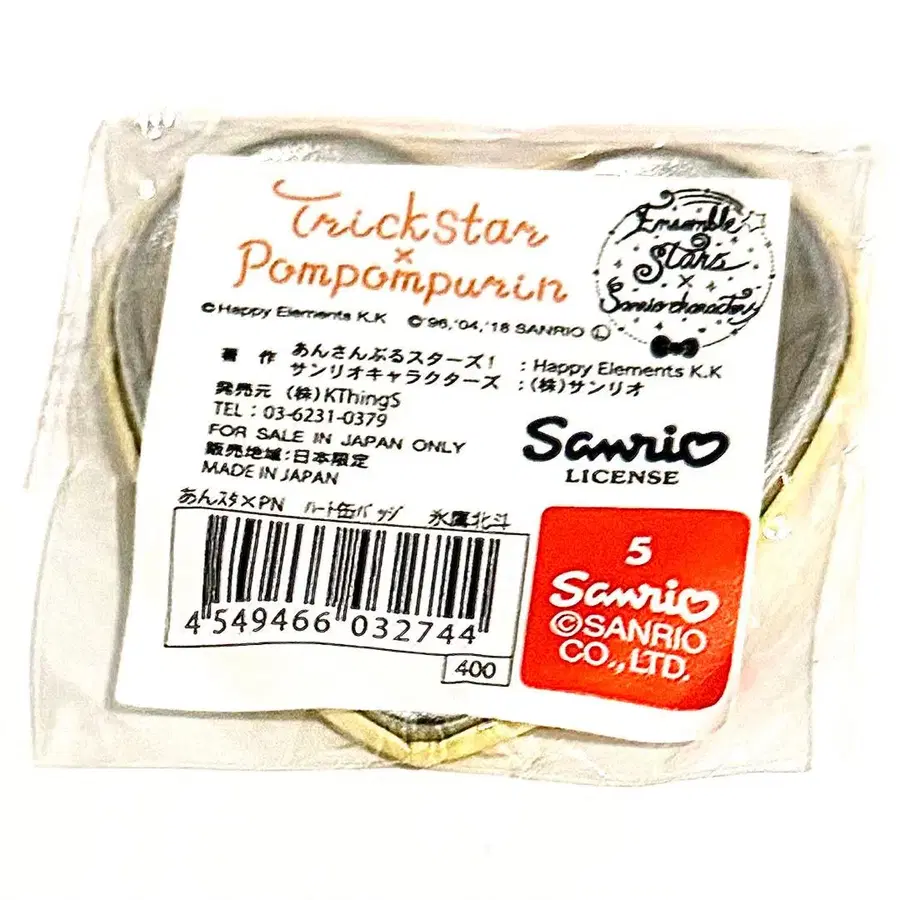 Trickstar
×
Pompompurin
Ensemble
Stars
×
Sanrio characters
©Happy Elements K.K ©'96,'04,'18 SANRIO Ⓛ
著 作 あんさんぶるスターズ! : Happy Elements K.K
サンリオキャラクターズ : (株)サンリオ
発売元 (株)KThingS
TEL : 03-6231-0379
FOR SALE IN JAPAN ONLY
販売地域:日本限定
MADE IN JAPAN
Sanrio
LICENSE
あんスタ×PN ハート缶バッジ 氷鷹北斗
4 549466 032744
400
5
Sanrio
©SANRIO
CO.,LTD.